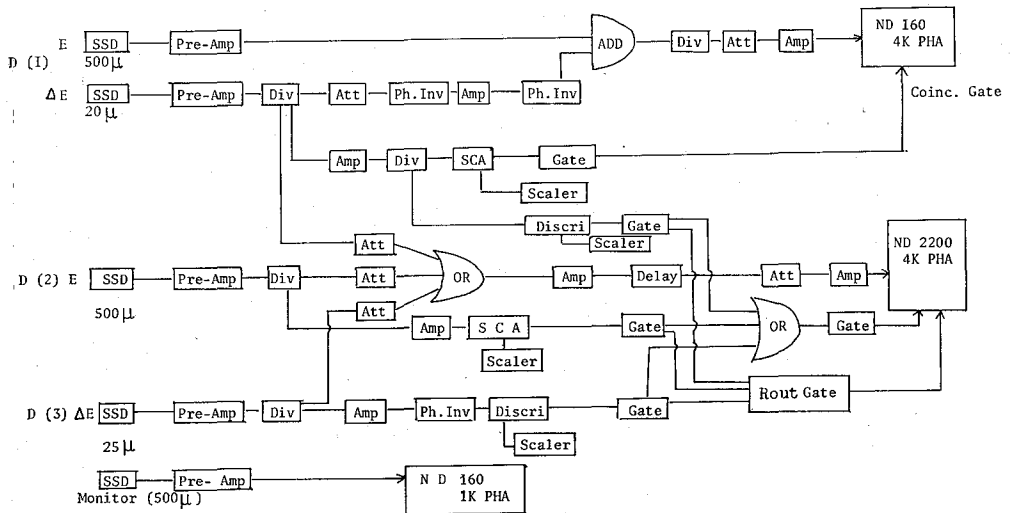 E SSD Pre-Amp ADD Div Att Amp ND 160
4K PHA
D (1) 500μ
ΔE SSD Pre-Amp Div Att Ph.Inv Amp Ph.Inv Coinc. Gate
20μ
Amp Div SCA Gate
Scaler
Discri Gate
Scaler
Att ND 2200
4K PHA
D (2) E SSD Pre-Amp Div Att OR Amp Delay Att Amp
500μ
Att
Amp S C A Gate OR Gate
Scaler
Rout Gate
D (3) ΔE SSD Pre-Amp Div Amp Ph.Inv Discri Gate
25μ
Scaler
SSD Pre- Amp N D 160
1K PHA
Monitor (500μ)